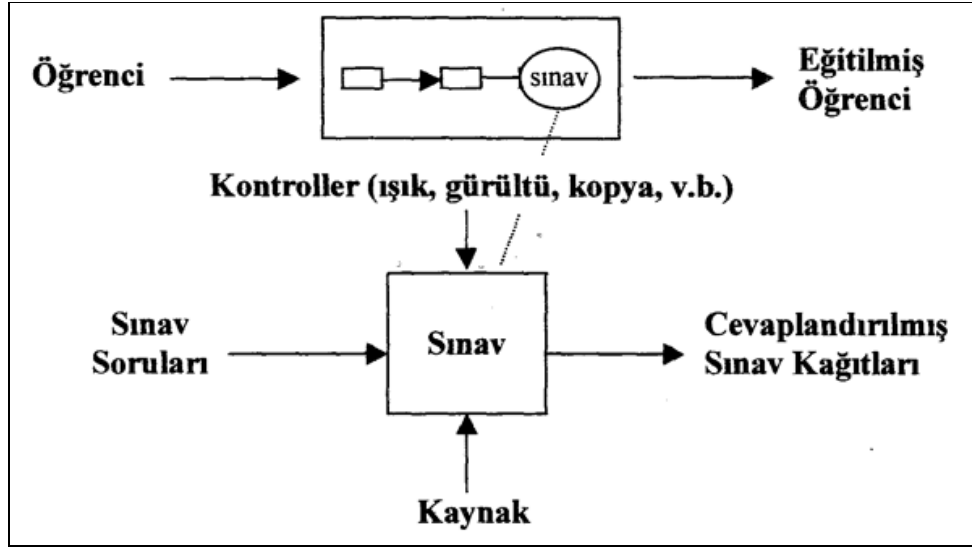 Öğrenci
sınav
Eğitilmiş
Öğrenci
Kontroller (ışık, gürültü, kopya, v.b.)
Sınav
Soruları
Sınav
Cevaplandırılmış
Sınav Kağıtları
Kaynak